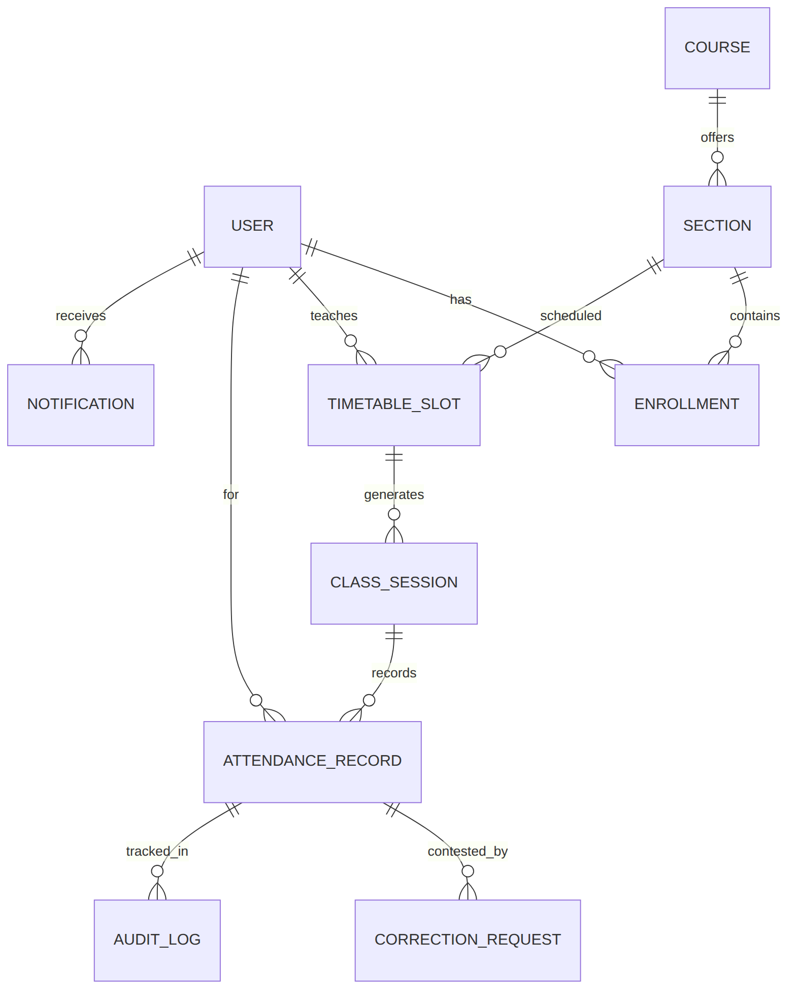 COURSE
offers
USER
SECTION
has
receives
teaches
scheduled
contains
NOTIFICATION
TIMETABLE_SLOT
ENROLLMENT
for
generates
CLASS_SESSION
records
ATTENDANCE_RECORD
tracked_in
contested_by
AUDIT_LOG
CORRECTION_REQUEST